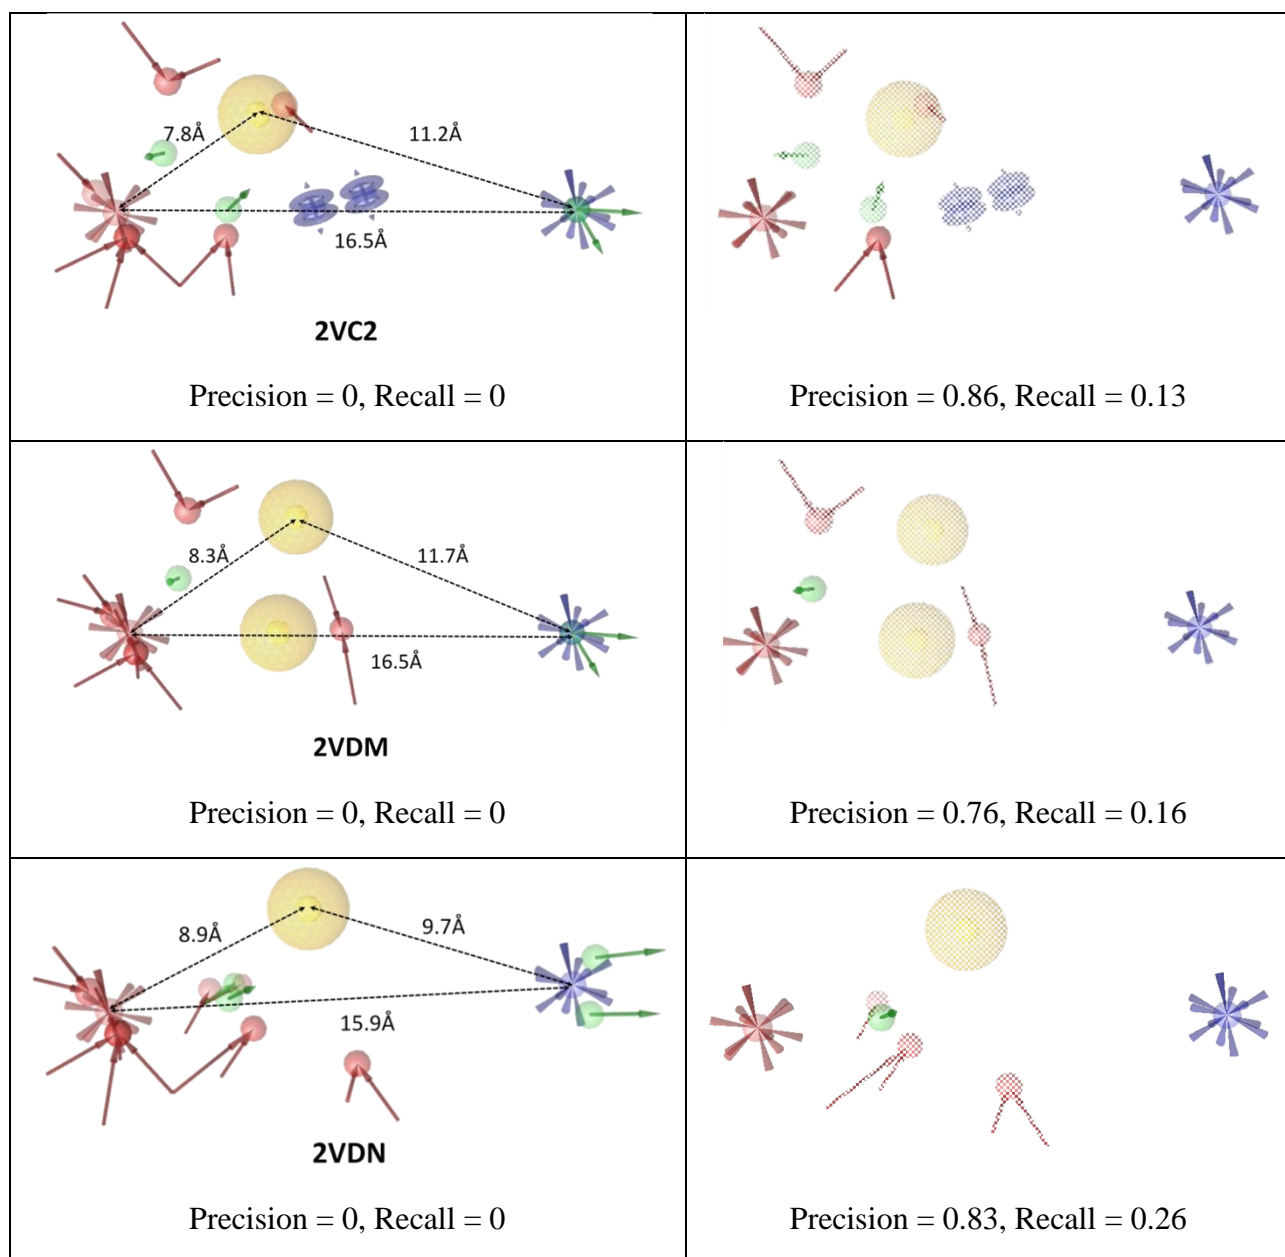 7.8Å
11.2Å
16.5Å
2VC2
Precision = 0, Recall = 0
Precision = 0.86, Recall = 0.13
8.3Å
11.7Å
16.5Å
2VDM
Precision = 0, Recall = 0
Precision = 0.76, Recall = 0.16
8.9Å
9.7Å
15.9Å
2VDN
Precision = 0, Recall = 0
Precision = 0.83, Recall = 0.26